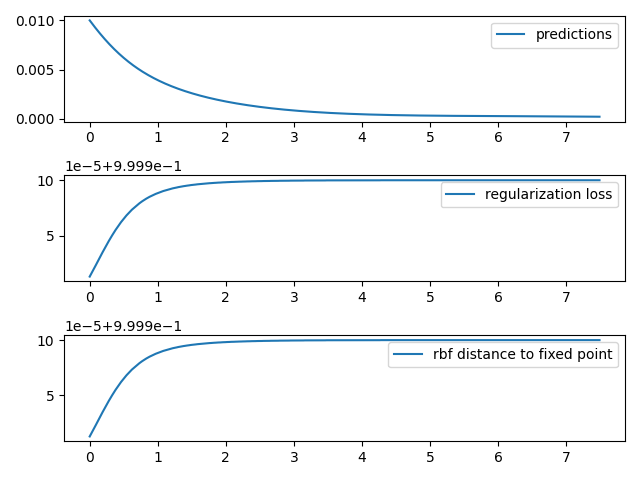 0.010
0.005
0.000
predictions
0 1 2 3 4 5 6 7
1e−5+9.999e−1
10
5
regularization loss
0 1 2 3 4 5 6 7
1e−5+9.999e−1
10
5
rbf distance to fixed point
0 1 2 3 4 5 6 7